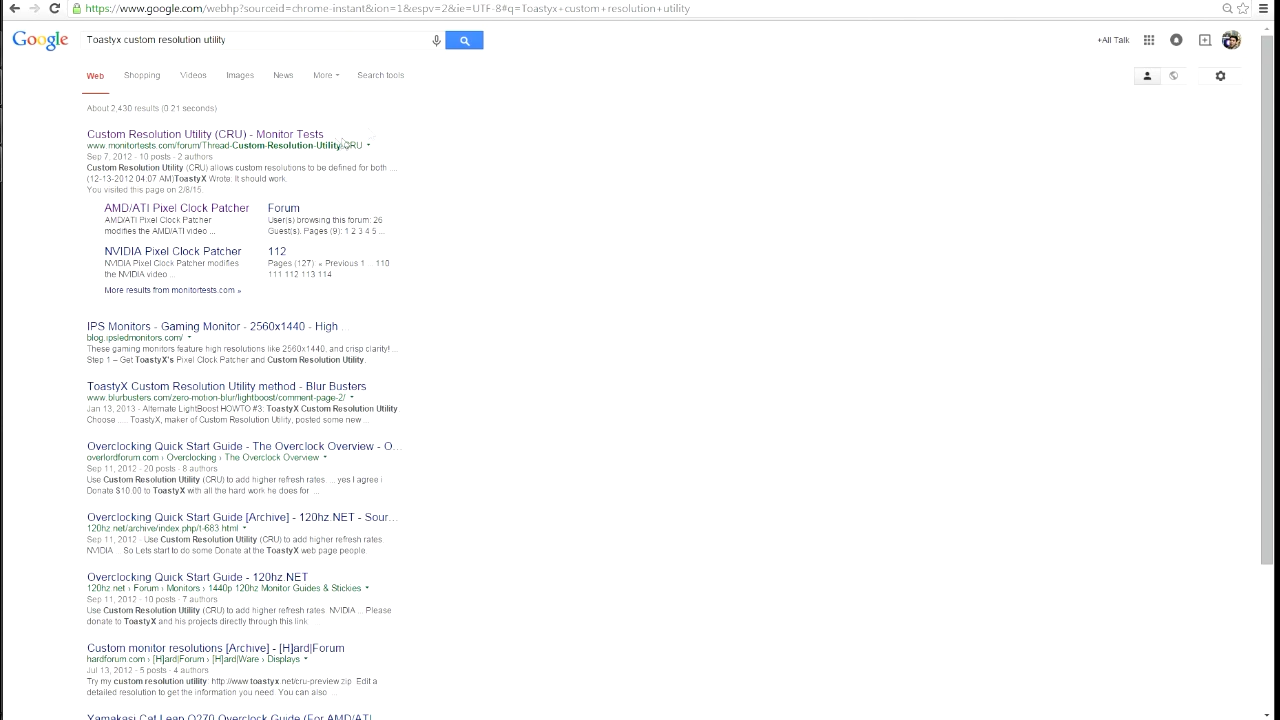 https://www.google.com/webhp?sourceid=chrome-instant&ion=1&espv=2&ie=UTF-8#q=Toastyx+custom+resolution+utility
Google
Toastyx custom resolution utility
+All Talk
Web Shopping Videos Images News More Search tools
About 2,430 results (0.21 seconds)
Custom Resolution Utility (CRU) - Monitor Tests
www.monitortests.com/forum/Thread-Custom-Resolution-Utility-CRU
Sep 7, 2012 - 10 posts - 2 authors
Custom Resolution Utility (CRU) allows custom resolutions to be defined for both ...
(12-13-2012 04:07 AM)ToastyX Wrote: It should work.
You visited this page on 2/8/15.
AMD/ATI Pixel Clock Patcher
AMD/ATI Pixel Clock Patcher
modifies the AMD/ATI video ...
Forum
User(s) browsing this forum: 26
Guest(s). Pages (9): 1 2 3 4 5 ...
NVIDIA Pixel Clock Patcher
NVIDIA Pixel Clock Patcher modifies
the NVIDIA video ...
112
Pages (127): « Previous 1 ... 110
111 112 113 114
More results from monitortests.com »
IPS Monitors - Gaming Monitor - 2560x1440 - High ...
blog.ipsledmonitors.com/
These gaming monitors feature high resolutions like 2560x1440, and crisp clarity! ...
Step 1 – Get ToastyX's Pixel Clock Patcher and Custom Resolution Utility.
ToastyX Custom Resolution Utility method - Blur Busters
www.blurbusters.com/zero-motion-blur/lightboost/comment-page-2/
Jan 13, 2013 - Alternate LightBoost HOWTO #3: ToastyX Custom Resolution Utility.
Choose .... ToastyX, maker of Custom Resolution Utility, posted some new ...
Overclocking Quick Start Guide - The Overclock Overview - O...
overlordforum.com › Overclocking › The Overclock Overview
Sep 11, 2012 - 20 posts - 8 authors
Use Custom Resolution Utility (CRU) to add higher refresh rates. ... yes I agree i
Donate $10.00 to ToastyX with all the hard work he does for ...
Overclocking Quick Start Guide [Archive] - 120hz.NET - Sour...
120hz.net/archive/index.php/t-683.html
Sep 11, 2012 - Use Custom Resolution Utility (CRU) to add higher refresh rates.
NVIDIA ... So Lets start to do some Donate at the ToastyX web page people.
Overclocking Quick Start Guide - 120hz.NET
120hz.net › Forum › Monitors › 1440p 120hz Monitor Guides & Stickies
Sep 11, 2012 - 10 posts - 7 authors
Use Custom Resolution Utility (CRU) to add higher refresh rates. NVIDIA ... Please
donate to ToastyX and his projects directly through this link ...
Custom monitor resolutions [Archive] - [H]ard|Forum
hardforum.com › [H]ard|Forum › [H]ard|Ware › Displays
Jul 13, 2012 - 5 posts - 4 authors
Try my custom resolution utility: http://www.toastyx.net/cru-preview.zip. Edit a
detailed resolution to get the information you need. You can also ...
Yamakasi Cat Leap Q270 Overclock Guide (For AMD/ATI